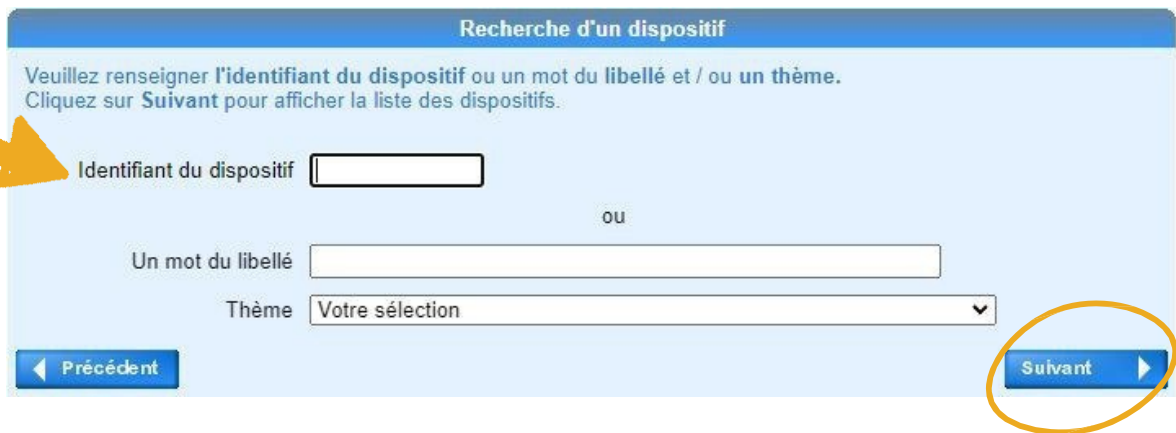 Recherche d'un dispositif
Veuillez renseigner l'identifiant du dispositif ou un mot du libellé et / ou un thème.
Cliquez sur Suivant pour afficher la liste des dispositifs.
Identifiant du dispositif
ou
Un mot du libellé
Thème Votre sélection
Précédent Suivant